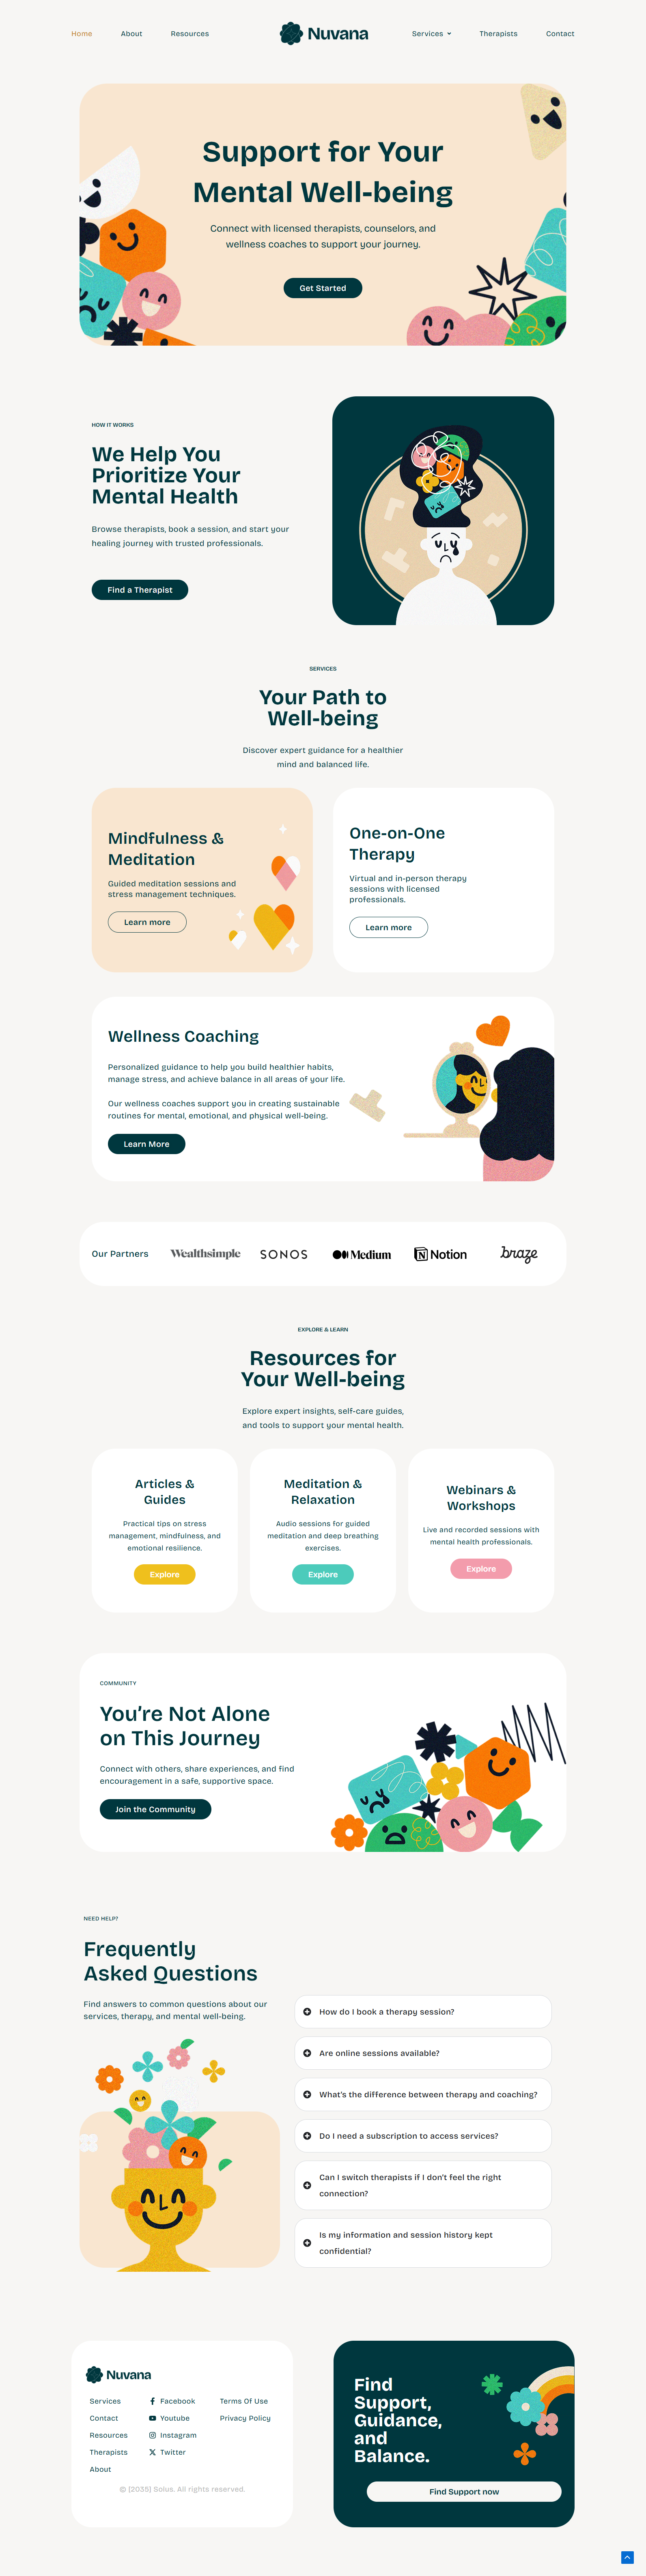 Home
About
Resources
Nuvana
Services
Therapists
Contact
Support for Your
Mental Well-being
Connect with licensed therapists, counselors, and
wellness coaches to support your journey.
Get Started
HOW IT WORKS
We Help You
Prioritize Your
Mental Health
Browse therapists, book a session, and start your
healing journey with trusted professionals.
Find a Therapist
SERVICES
Your Path to
Well-being
Discover expert guidance for a healthier
mind and balanced life.
Mindfulness &
Meditation
Guided meditation sessions and
stress management techniques.
Learn more
One-on-One
Therapy
Virtual and in-person therapy
sessions with licensed
professionals.
Learn more
Wellness Coaching
Personalized guidance to help you build healthier habits,
manage stress, and achieve balance in all areas of your life.
Our wellness coaches support you in creating sustainable
routines for mental, emotional, and physical well-being.
Learn More
Our Partners
Wealthsimple
SONOS
Medium
Notion
braze
EXPLORE & LEARN
Resources for
Your Well-being
Explore expert insights, self-care guides,
and tools to support your mental health.
Articles &
Guides
Practical tips on stress
management, mindfulness, and
emotional resilience.
Explore
Meditation &
Relaxation
Audio sessions for guided
meditation and deep breathing
exercises.
Explore
Webinars &
Workshops
Live and recorded sessions with
mental health professionals.
Explore
COMMUNITY
You're Not Alone
on This Journey
Connect with others, share experiences, and find
encouragement in a safe, supportive space.
Join the Community
NEED HELP?
Frequently
Asked Questions
Find answers to common questions about our
services, therapy, and mental well-being.
How do I book a therapy session?
Are online sessions available?
What's the difference between therapy and coaching?
Do I need a subscription to access services?
Can I switch therapists if I don't feel the right
connection?
Is my information and session history kept
confidential?
Nuvana
Services
Contact
Resources
Therapists
About
Facebook
Youtube
Instagram
Twitter
Terms Of Use
Privacy Policy
© [2035] Solus. All rights reserved.
Find
Support,
Guidance,
and
Balance.
Find Support now